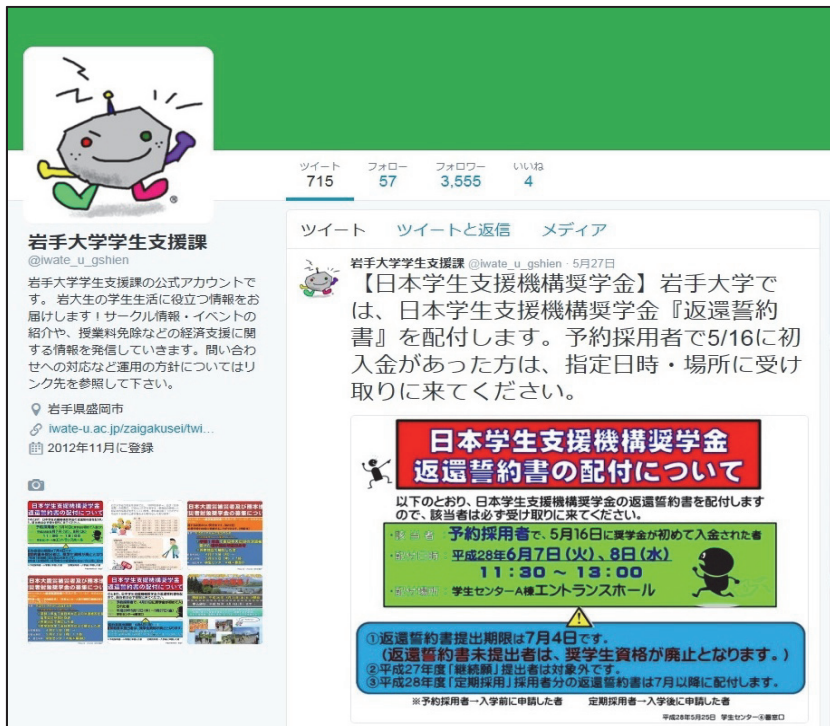 ツイート フォロー フォロワー いいね
715 57 3,555 4
岩手大学学生支援課
@iwate_u_gshien
岩手大学学生支援課の公式アカウントで
す。 岩大生の学生生活に役立つ情報をお
届けします！サークル情報・イベントの
紹介や、授業料免除などの経済支援に関
する情報を発信していきます。問い合わ
せへの対応など運用の方針についてはリ
ンク先を参照して下さい。
岩手県盛岡市
iwate-u.ac.jp/zaigakusei/twi...
2012年11月に登録
ツイート ツイートと返信 メディア
岩手大学学生支援課 @iwate_u_gshien · 5月27日
【日本学生支援機構奨学金】岩手大学で
は、日本学生支援機構奨学金『返還誓約
書』を配付します。予約採用者で5/16に初
入金があった方は、指定日時・場所に受け
取りに来てください。
日本学生支援機構奨学金
返還誓約書の配付について
以下のとおり、日本学生支援機構奨学金の返還誓約書を配付します
ので、該当者は必ず受け取りに来てください。
・該当者：予約採用者で、5月16日に奨学金が初めて入金された者
平成28年6月7日（火）、8日（水）
11：30 ～ 13：00
学生センターA棟エントランスホール
①返還誓約書提出期限は7月4日です。
（返還誓約書未提出者は、奨学生資格が廃止となります。）
②平成27年度「継続願」提出者は対象外です。
③平成28年度「定期採用」採用者分の返還誓約書は7月以降に配付します。
※予約採用者→入学前に申請した者 定期採用者→入学後に申請した者
平成28年5月25日 学生センター④番窓口